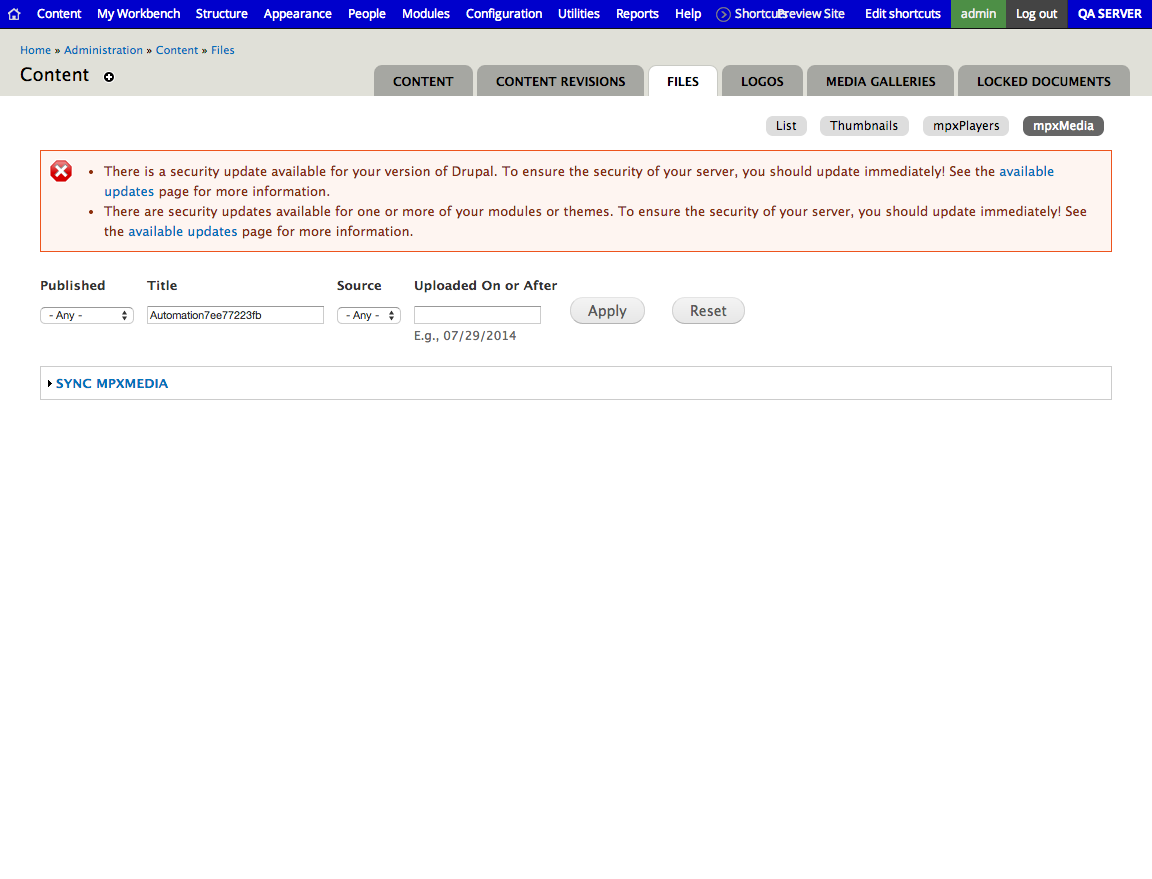 Content My Workbench Structure Appearance People Modules Configuration Utilities Reports Help Shortcuts Preview Site Edit shortcuts admin Log out QA SERVER
Home » Administration » Content » Files
Content
CONTENT CONTENT REVISIONS FILES LOGOS MEDIA GALLERIES LOCKED DOCUMENTS
List Thumbnails mpxPlayers mpxMedia
• There is a security update available for your version of Drupal. To ensure the security of your server, you should update immediately! See the available
updates page for more information.
• There are security updates available for one or more of your modules or themes. To ensure the security of your server, you should update immediately! See
the available updates page for more information.
Published Title Source Uploaded On or After
- Any - Automation7ee77223fb - Any - Apply Reset
E.g., 07/29/2014
SYNC MPXMEDIA